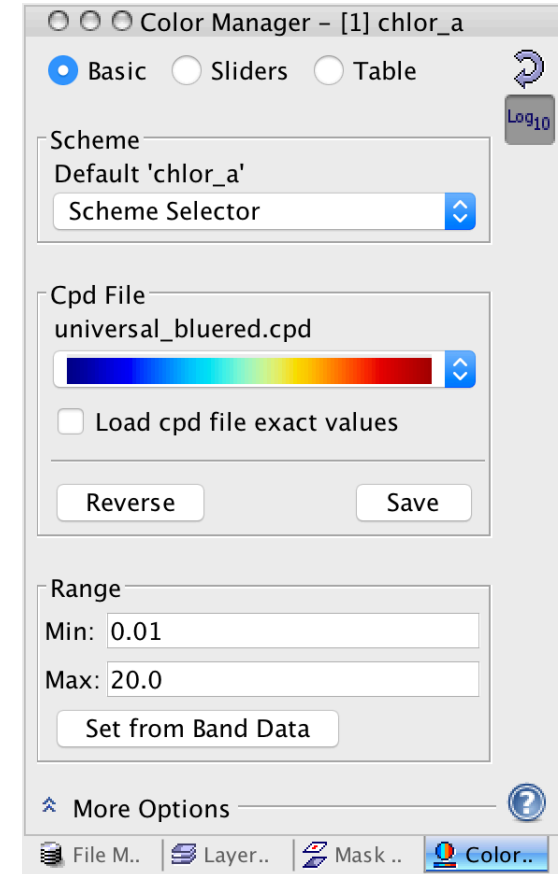 Color Manager – [1] chlor_a
Basic Sliders Table
Log10
Scheme
Default 'chlor_a'
Scheme Selector
Cpd File
universal_bluered.cpd
Load cpd file exact values
Reverse Save
Range
Min: 0.01
Max: 20.0
Set from Band Data
More Options ?
File M.. Layer.. Mask .. Color..